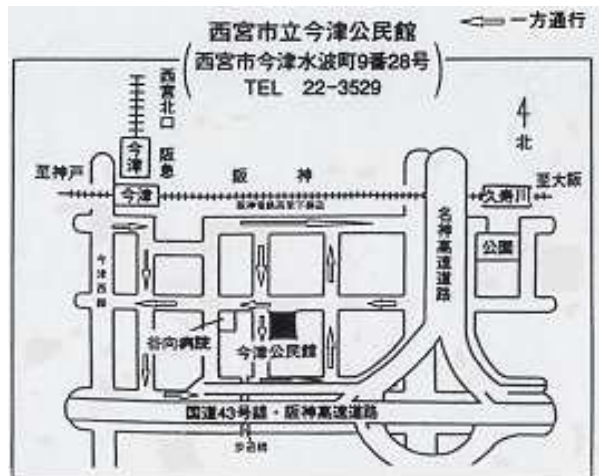 西宮市立今津公民館
一方通行
西宮市今津水波町9番28号
TEL 22-3529
西宮北口
北
今津
阪急
至神戸
今津
阪神
久寿川
至大阪
名神高速道路
公園
今津西線
谷向病院
今津公民館
国道43号線・阪神高速道路
歩道橋